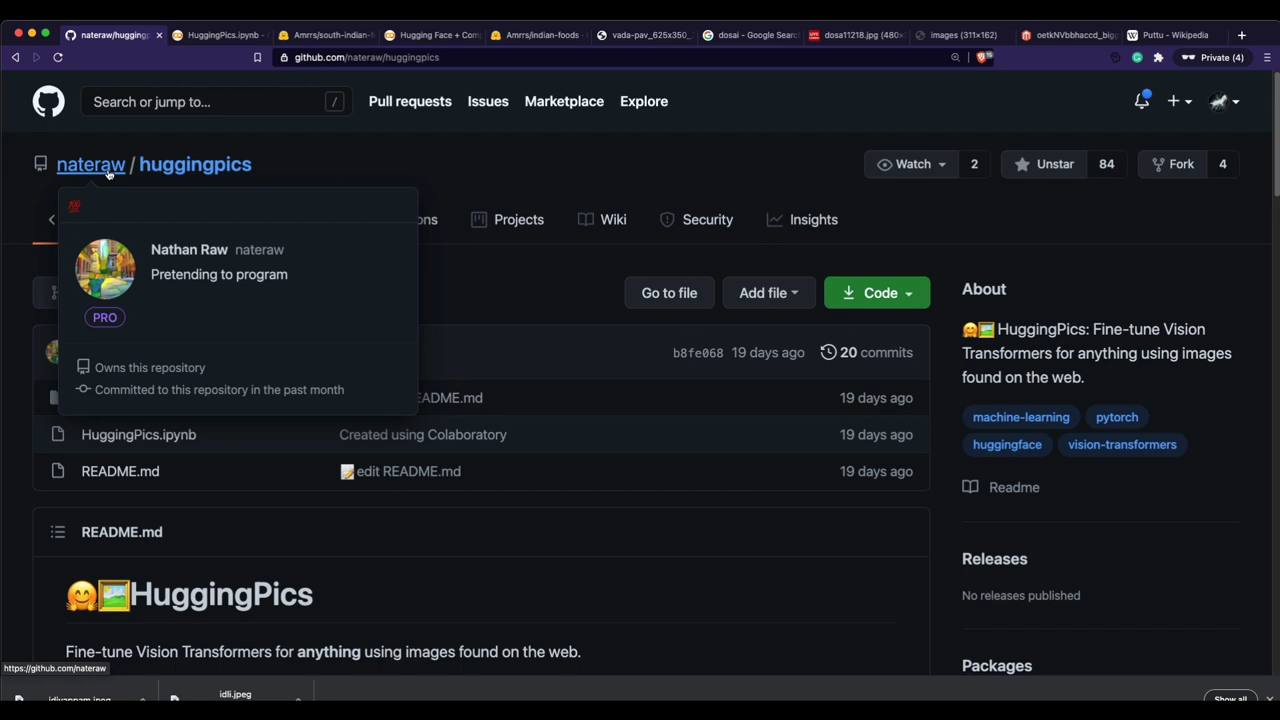 nateraw/hugging
HuggingPics.ipynb -
Amrrs/south-indian-
Hugging Face + Com
Amrrs/indian-foods
vada-pav_625x350_
dosai - Google Searc
dosa11218.jpg (480×
images (311×162)
Puttu - Wikipedia
github.com/nateraw/huggingpics
Private (4)
Search or jump to...
/
Pull requests
Issues
Marketplace
Explore
nateraw / huggingpics
Watch
2
Unstar
84
Fork
4
💯
ons
Projects
Wiki
Security
Insights
Nathan Raw nateraw
Pretending to program
PRO
Owns this repository
Committed to this repository in the past month
Go to file
Add file
Code
b8fe068 19 days ago
20 commits
EADME.md
19 days ago
HuggingPics.ipynb
Created using Colaboratory
19 days ago
README.md
📝 edit README.md
19 days ago
README.md
🤗🖼️HuggingPics
Fine-tune Vision Transformers for anything using images found on the web.
About
🤗🖼️ HuggingPics: Fine-tune Vision
Transformers for anything using images
found on the web.
machine-learning
pytorch
huggingface
vision-transformers
Readme
Releases
No releases published
Packages
https://github.com/nateraw
idiyappam.jpeg
idli.jpeg
Show all